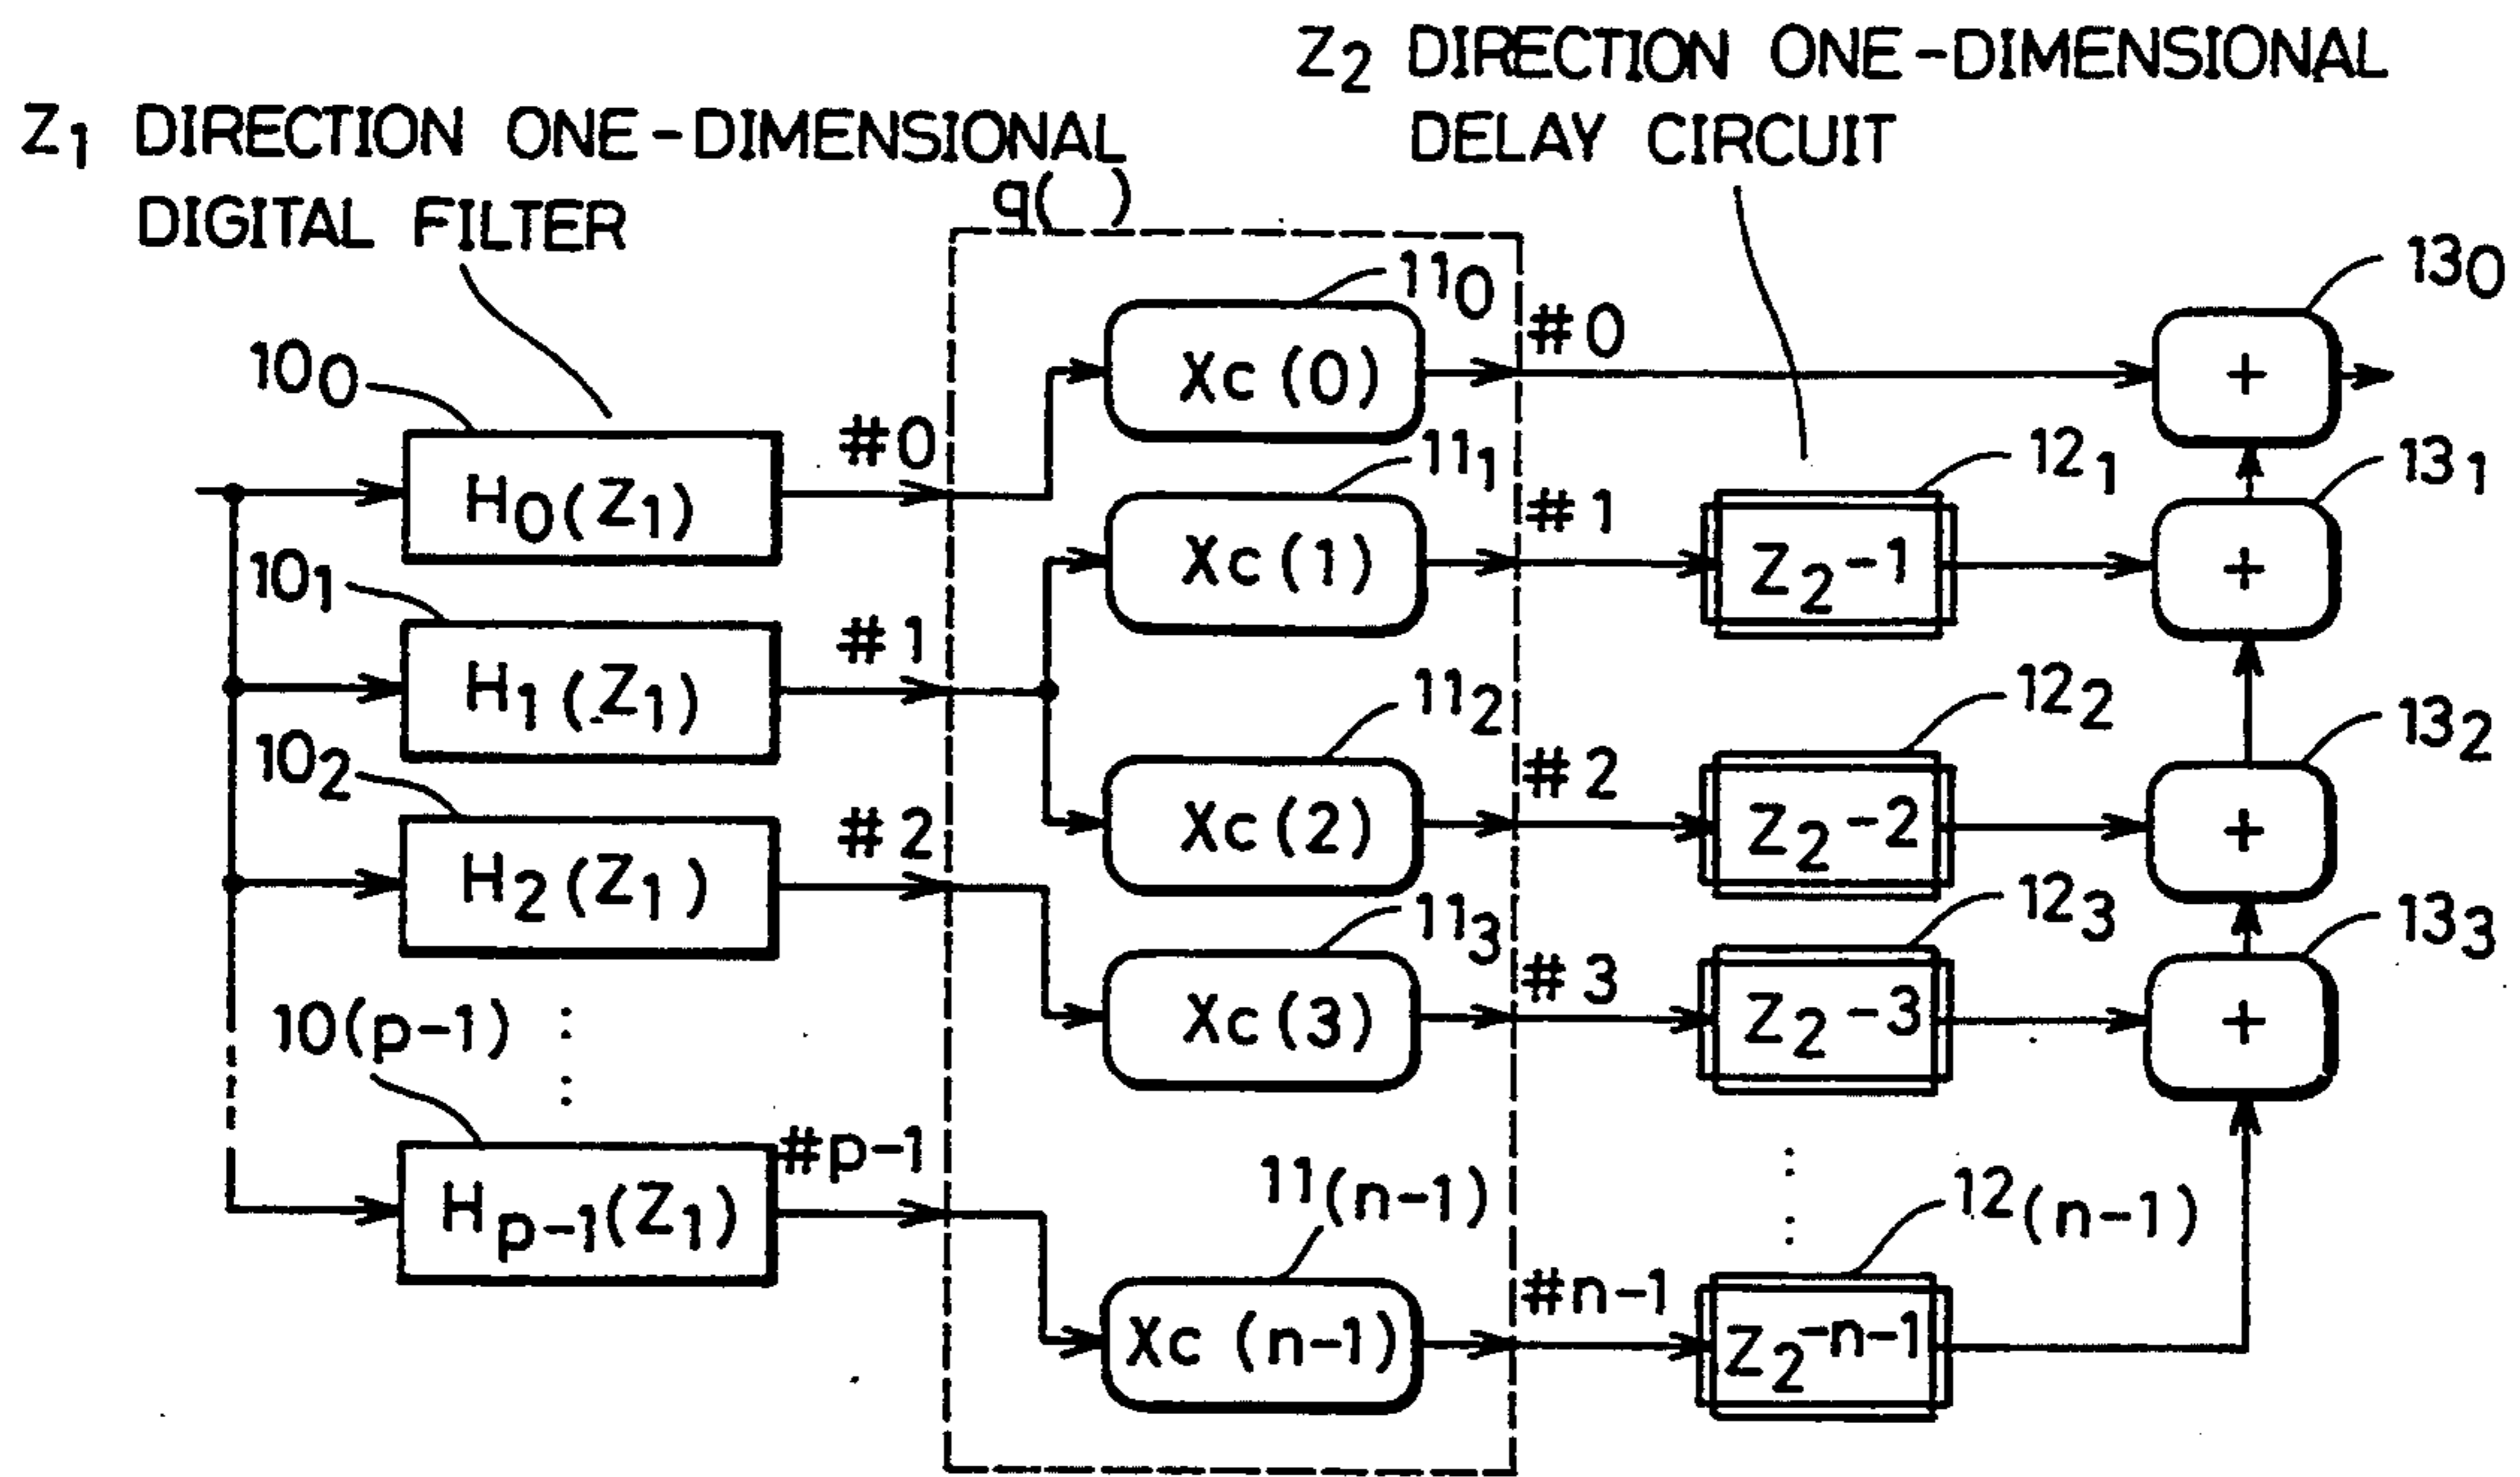 Z2 DIRECTION ONE-DIMENSIONAL
DELAY CIRCUIT
Z1 DIRECTION ONE-DIMENSIONAL
DIGITAL FILTER
q( )
100
H0(Z1)
#0
101
H1(Z1)
#1
102
H2(Z1)
#2
10(p-1)
:
:
Hp-1(Z1)
#p-1
110
Xc(0)
#0
111
Xc(1)
#1
112
Xc(2)
#2
113
Xc(3)
#3
11(n-1)
Xc (n-1)
#n-1
121
Z2-1
122
Z2-2
123
Z2-3
:
:
12(n-1)
Z2-n-1
130
+
131
+
132
+
133
+